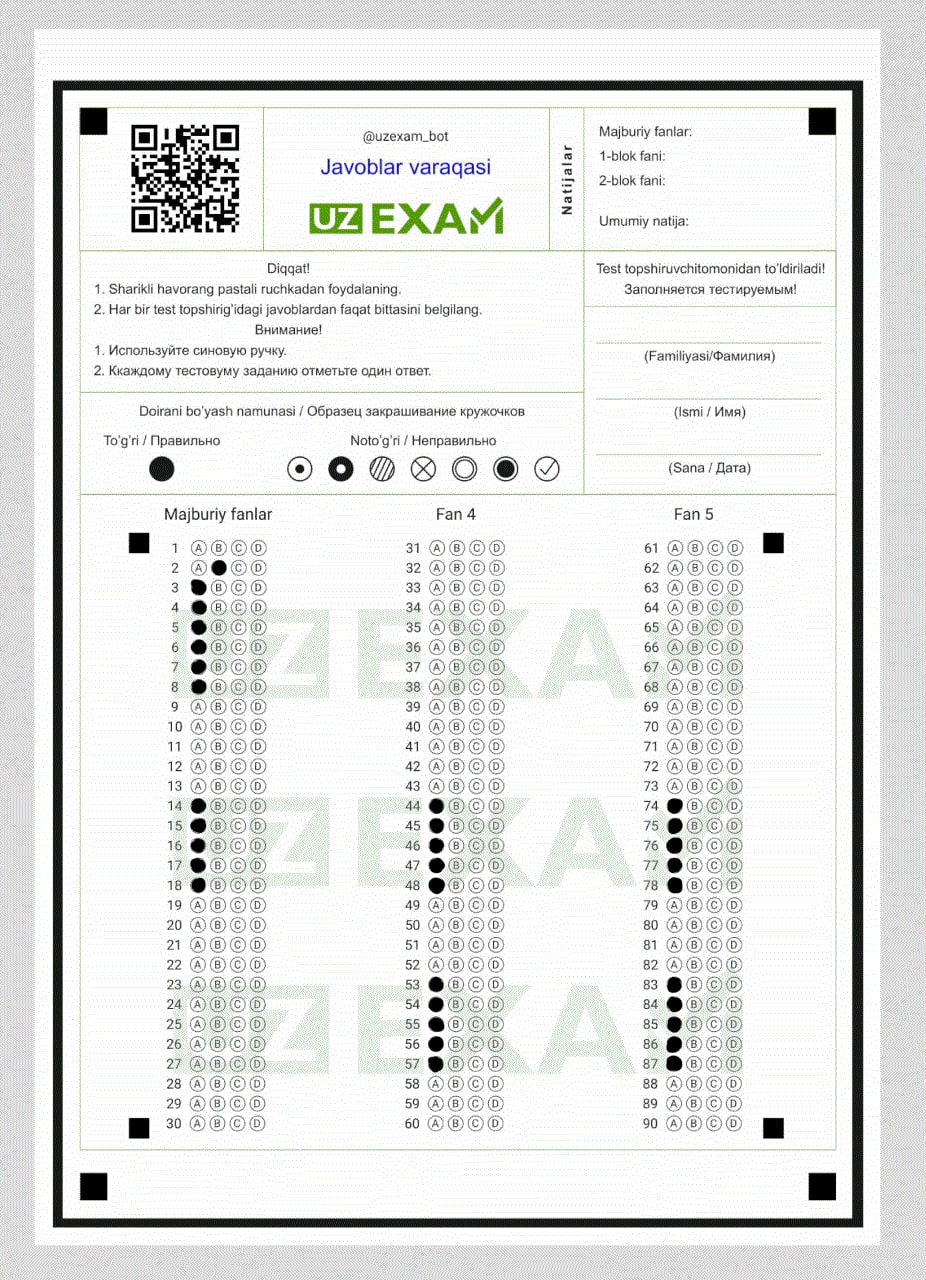 @uzexam_bot
Javoblar varaqasi
UZEXAM
Natijalar
Majburiy fanlar:
1-blok fani:
2-blok fani:
Umumiy natija:
Diqqat!
1. Sharikli havorang pastali ruchkadan foydalaning.
2. Har bir test topshirig'idagi javoblardan faqat bittasini belgilang.
Внимание!
1. Используйте синовую ручку.
2. Ккаждому тестовуму заданию отметьте один ответ.
Test topshiruvchitomonidan to'ldiriladi!
Заполняется тестируемым!
(Familiyasi/Фамилия)
(Ismi / Имя)
(Sana / Дата)
Doirani bo'yash namunasi / Образец закрашивание кружочков
To'g'ri / Правильно
Noto'g'ri / Неправильно
Majburiy fanlar
1 A B C D
2 A C D
3 B C D
4 B C D
5 B C D
6 B C D
7 B C D
8 B C D
9 A B C D
10 A B C D
11 A B C D
12 A B C D
13 A B C D
14 B C D
15 B C D
16 B C D
17 B C D
18 B C D
19 A B C D
20 A B C D
21 A B C D
22 A B C D
23 A B C D
24 A B C D
25 A B C D
26 A B C D
27 A B C D
28 A B C D
29 A B C D
30 A B C D
Fan 4
31 A B C D
32 A B C D
33 A B C D
34 A B C D
35 A B C D
36 A B C D
37 A B C D
38 A B C D
39 A B C D
40 A B C D
41 A B C D
42 A B C D
43 A B C D
44 B C D
45 B C D
46 B C D
47 B C D
48 B C D
49 A B C D
50 A B C D
51 A B C D
52 A B C D
53 B C D
54 B C D
55 B C D
56 B C D
57 B C D
58 A B C D
59 A B C D
60 A B C D
Fan 5
61 A B C D
62 A B C D
63 A B C D
64 A B C D
65 A B C D
66 A B C D
67 A B C D
68 A B C D
69 A B C D
70 A B C D
71 A B C D
72 A B C D
73 A B C D
74 B C D
75 B C D
76 B C D
77 B C D
78 B C D
79 A B C D
80 A B C D
81 A B C D
82 A B C D
83 B C D
84 B C D
85 B C D
86 B C D
87 B C D
88 A B C D
89 A B C D
90 A B C D
UZEXAM
UZEXAM
UZEXAM